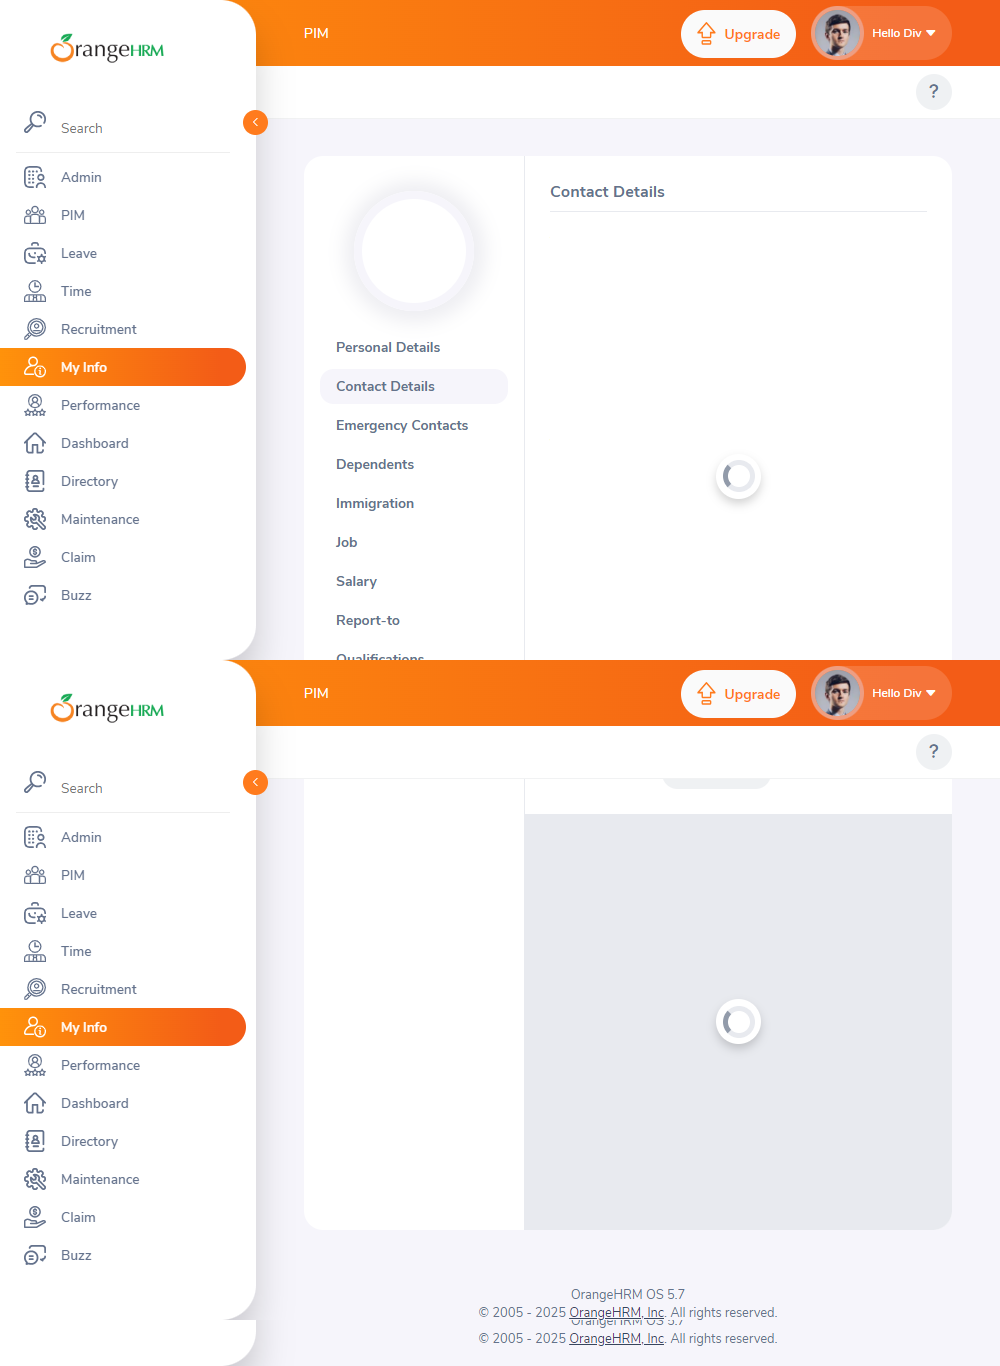 OrangeHRM
PIM
Upgrade
Hello Div
?
Search
Admin
PIM
Leave
Time
Recruitment
My Info
Performance
Dashboard
Directory
Maintenance
Claim
Buzz
Contact Details
Personal Details
Contact Details
Emergency Contacts
Dependents
Immigration
Job
Salary
Report-to
Qualifications
OrangeHRM
PIM
Upgrade
Hello Div
?
Search
Admin
PIM
Leave
Time
Recruitment
My Info
Performance
Dashboard
Directory
Maintenance
Claim
Buzz
OrangeHRM OS 5.7
© 2005 - 2025 OrangeHRM, Inc. All rights reserved.
OrangeHRM OS 5.7
© 2005 - 2025 OrangeHRM, Inc. All rights reserved.